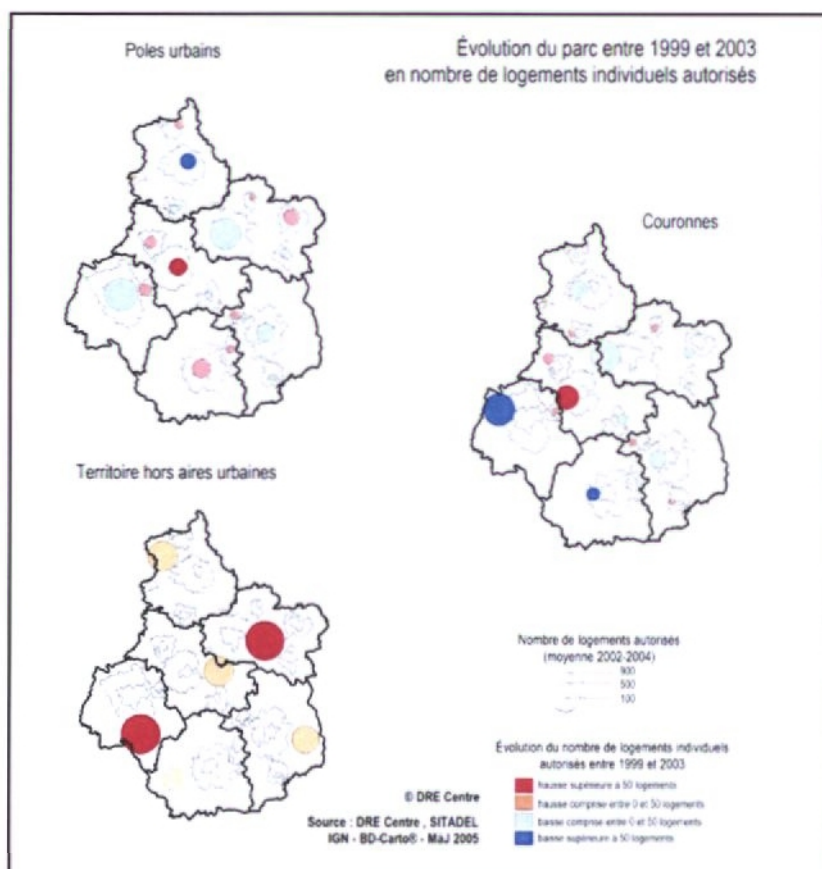 Poles urbains
Évolution du parc entre 1999 et 2003
en nombre de logements individuels autorisés
Couronnes
Territoire hors aires urbaines
Nombre de logements autorisés
(moyenne 2002-2004)
900
500
100
Évolution du nombre de logements individuels
autorisés entre 1999 et 2003
hausse supérieure à 50 logements
hausse comprise entre 0 et 50 logements
baisse comprise entre 0 et 50 logements
baisse supérieure à 50 logements
© DRE Centre
Source : DRE Centre , SITADEL
IGN - BD-Carto® - MaJ 2005